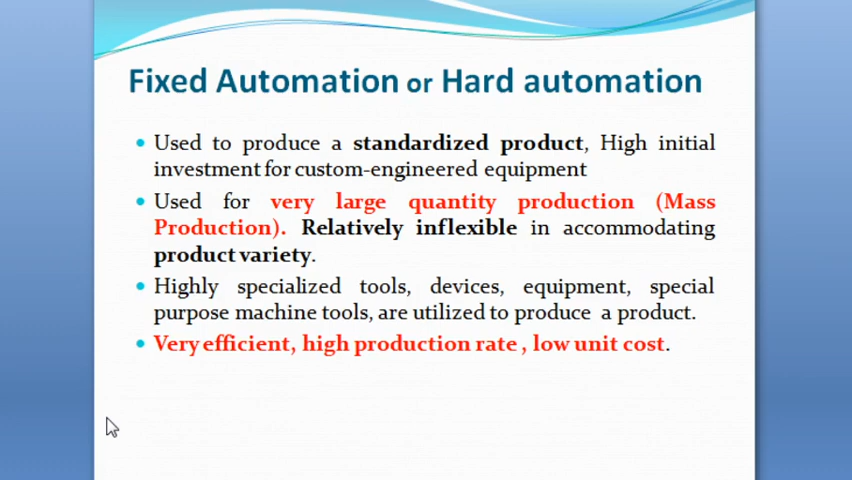 Fixed Automation or Hard automation
Used to produce a standardized product, High initial
investment for custom-engineered equipment
Used for very large quantity production (Mass
Production). Relatively inflexible in accommodating
product variety.
Highly specialized tools, devices, equipment, special
purpose machine tools, are utilized to produce a product.
Very efficient, high production rate , low unit cost.